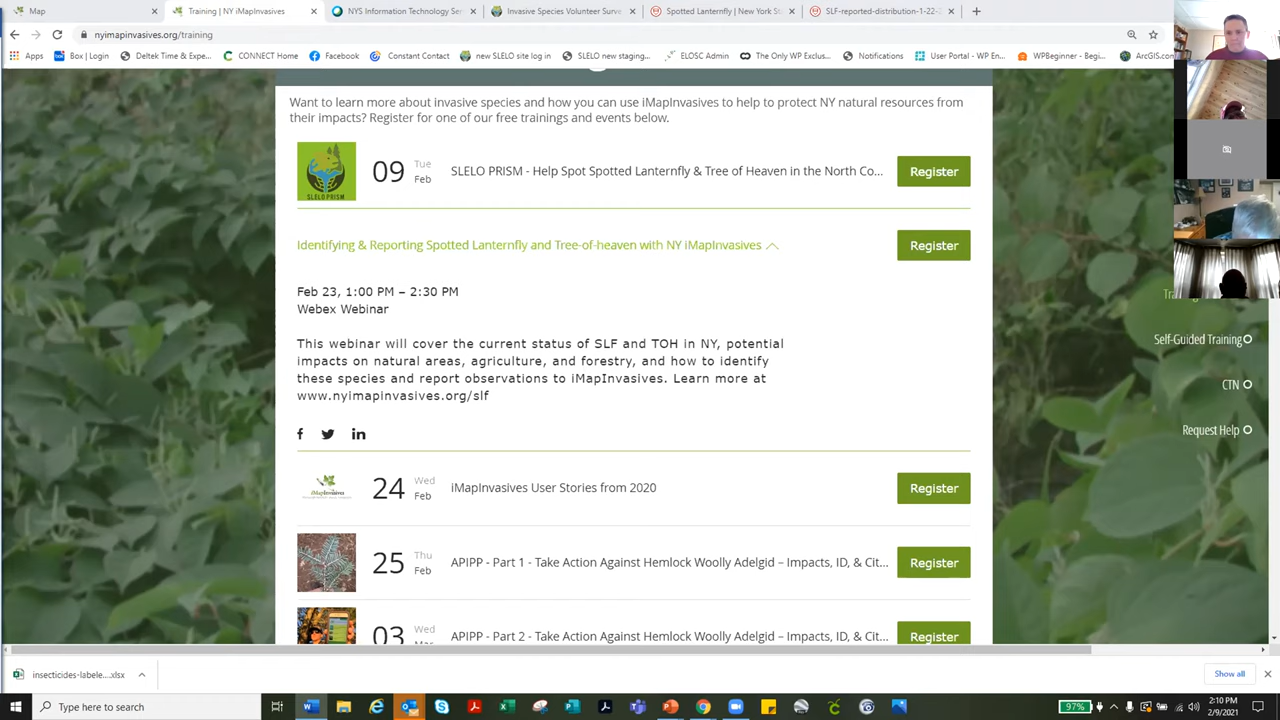 Map
Training | NY iMapInvasives
NYS Information Technology Ser
Invasive Species Volunteer Surve
Spotted Lanternfly | New York St
SLF-reported-distribution-1-22-2
nyimapinvasives.org/training
Apps
Box | Login
Deltek Time & Expe...
CONNECT Home
Facebook
Constant Contact
new SLELO site log in
SLELO new staging...
ELOSC Admin
The Only WP Exclus...
Notifications
User Portal - WP En...
WPBeginner - Begi...
ArcGIS.com
Want to learn more about invasive species and how you can use iMapInvasives to help to protect NY natural resources from
their impacts? Register for one of our free trainings and events below.
SLELO PRISM
09 Tue Feb
SLELO PRISM - Help Spot Spotted Lanternfly & Tree of Heaven in the North Co...
Register
Identifying & Reporting Spotted Lanternfly and Tree-of-heaven with NY iMapInvasives
Register
Feb 23, 1:00 PM – 2:30 PM
Webex Webinar
This webinar will cover the current status of SLF and TOH in NY, potential
impacts on natural areas, agriculture, and forestry, and how to identify
these species and report observations to iMapInvasives. Learn more at
www.nyimapinvasives.org/slf
Self-Guided Training
CTN
Request Help
iMapInvasives
24 Wed Feb
iMapInvasives User Stories from 2020
Register
25 Thu Feb
APIPP - Part 1 - Take Action Against Hemlock Woolly Adelgid – Impacts, ID, & Cit...
Register
03 Wed Mar
APIPP - Part 2 - Take Action Against Hemlock Woolly Adelgid – Impacts, ID, & Cit...
Register
insecticides-labele....xlsx
Show all
Type here to search
97%
2:10 PM
2/9/2021